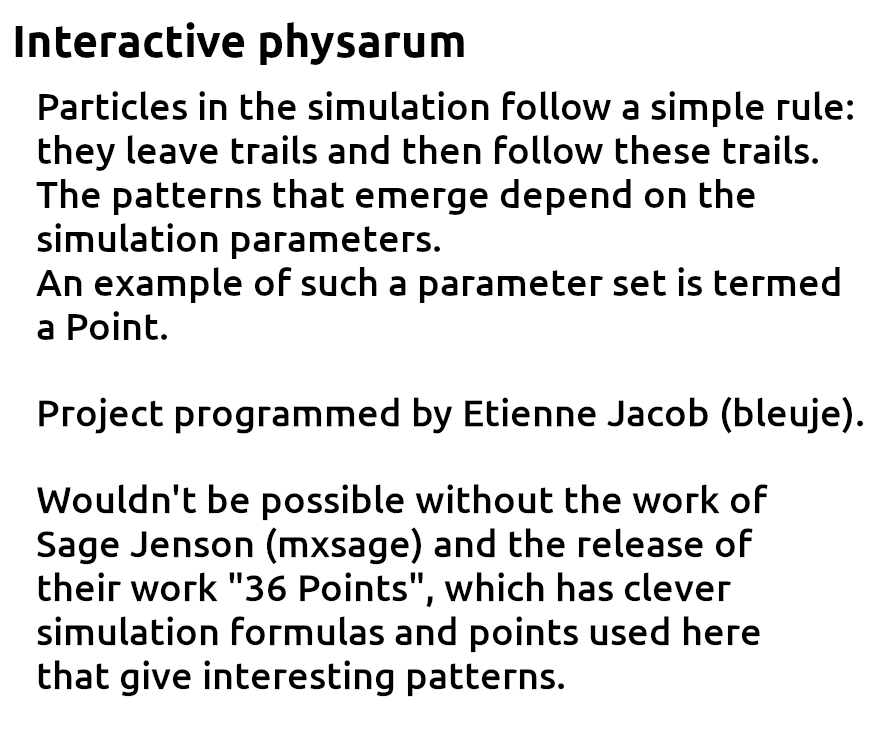 Interactive physarum
Particles in the simulation follow a simple rule:
they leave trails and then follow these trails.
The patterns that emerge depend on the
simulation parameters.
An example of such a parameter set is termed
a Point.
Project programmed by Etienne Jacob (bleuje).
Wouldn't be possible without the work of
Sage Jenson (mxsage) and the release of
their work "36 Points", which has clever
simulation formulas and points used here
that give interesting patterns.